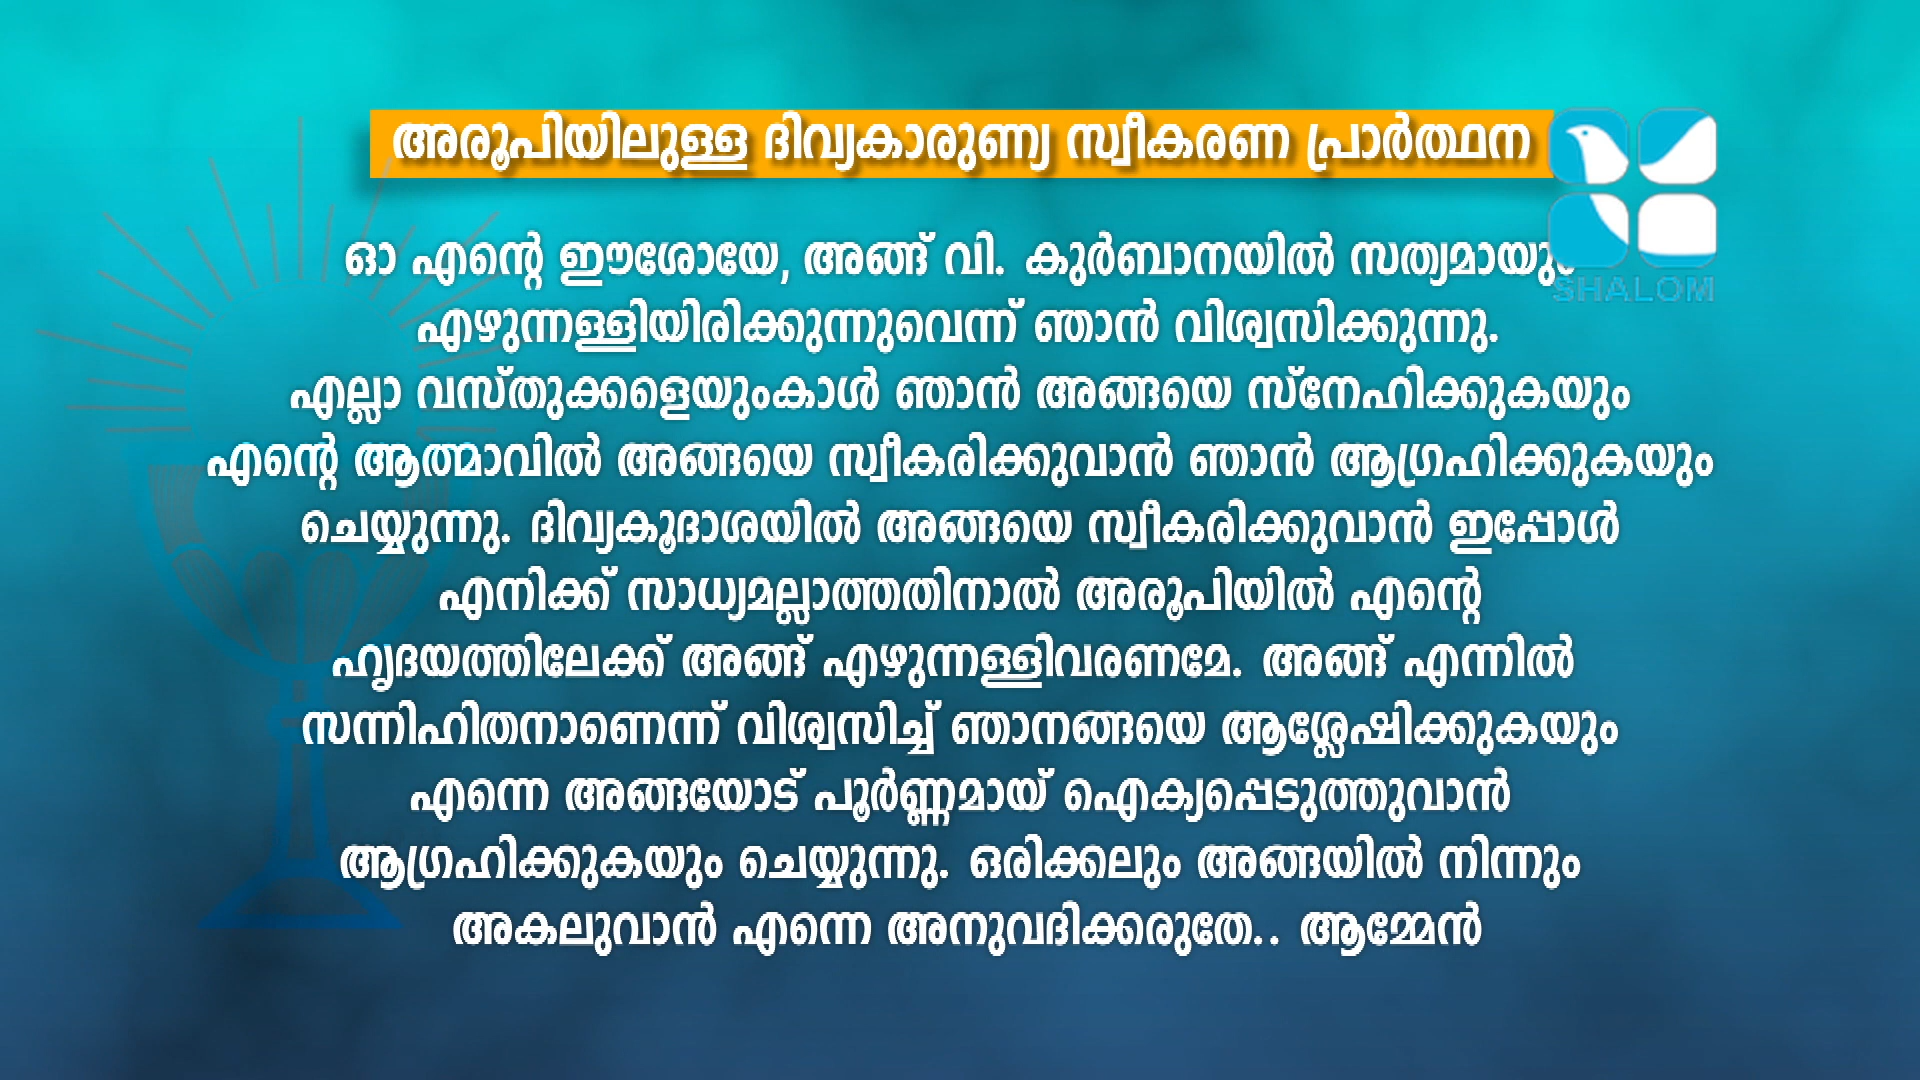 അരൂപിയിലുള്ള ദിവ്യകാരുണ്യ സ്വീകരണ പ്രാർത്ഥന
ഓ എന്റെ ഈശോയേ, അങ്ങ് വി. കുർബാനയിൽ സത്യമായും
എഴുന്നള്ളിയിരിക്കുന്നുവെന്ന് ഞാൻ വിശ്വസിക്കുന്നു.
എല്ലാ വസ്തുക്കളെയുംകാൾ ഞാൻ അങ്ങയെ സ്നേഹിക്കുകയും
എന്റെ ആത്മാവിൽ അങ്ങയെ സ്വീകരിക്കുവാൻ ഞാൻ ആഗ്രഹിക്കുകയും
ചെയ്യുന്നു. ദിവ്യകൂദാശയിൽ അങ്ങയെ സ്വീകരിക്കുവാൻ ഇപ്പോൾ
എനിക്ക് സാധ്യമല്ലാത്തതിനാൽ അരൂപിയിൽ എന്റെ
ഹൃദയത്തിലേക്ക് അങ്ങ് എഴുന്നള്ളിവരണമേ. അങ്ങ് എന്നിൽ
സന്നിഹിതനാണെന്ന് വിശ്വസിച്ച് ഞാനങ്ങയെ ആശ്ലേഷിക്കുകയും
എന്നെ അങ്ങയോട് പൂർണ്ണമായ് ഐക്യപ്പെടുത്തുവാൻ
ആഗ്രഹിക്കുകയും ചെയ്യുന്നു. ഒരിക്കലും അങ്ങയിൽ നിന്നും
അകലുവാൻ എന്നെ അനുവദിക്കരുതേ.. ആമ്മേൻ
SHALOM